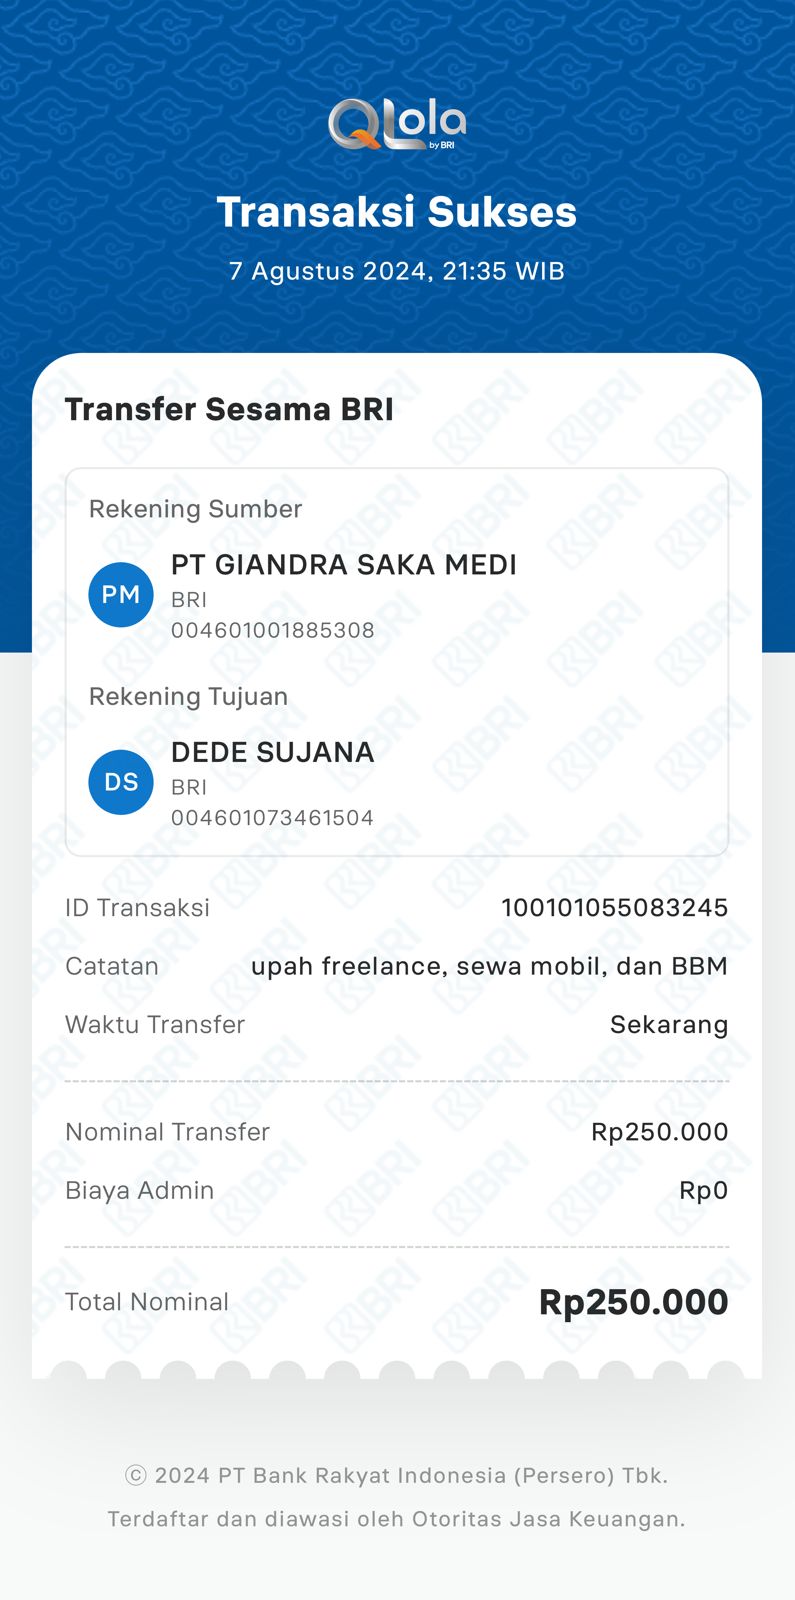 QLola
by BRI
Transaksi Sukses
7 Agustus 2024, 21:35 WIB
Transfer Sesama BRI
Rekening Sumber
PM
PT GIANDRA SAKA MEDI
BRI
004601001885308
Rekening Tujuan
DS
DEDE SUJANA
BRI
004601073461504
ID Transaksi 100101055083245
Catatan upah freelance, sewa mobil, dan BBM
Waktu Transfer Sekarang
Nominal Transfer Rp250.000
Biaya Admin Rp0
Total Nominal Rp250.000
© 2024 PT Bank Rakyat Indonesia (Persero) Tbk.
Terdaftar dan diawasi oleh Otoritas Jasa Keuangan.